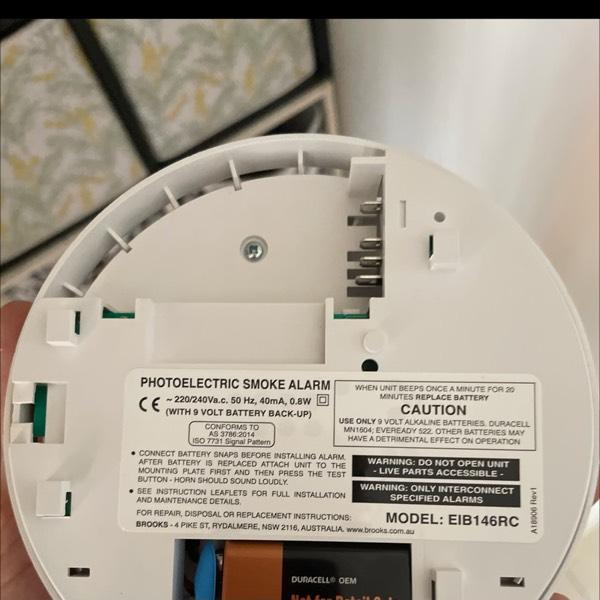 PHOTOELECTRIC SMOKE ALARM
CE ~ 220/240Va.c. 50 Hz, 40mA, 0.8W
(WITH 9 VOLT BATTERY BACK-UP)
CONFORMS TO
AS 3786:2014
ISO 7731 Signal Pattern
WHEN UNIT BEEPS ONCE A MINUTE FOR 20
MINUTES REPLACE BATTERY
CAUTION
USE ONLY 9 VOLT ALKALINE BATTERIES, DURACELL
MN1604; EVEREADY 522. OTHER BATTERIES MAY
HAVE A DETRIMENTAL EFFECT ON OPERATION
• CONNECT BATTERY SNAPS BEFORE INSTALLING ALARM.
AFTER BATTERY IS REPLACED ATTACH UNIT TO THE
MOUNTING PLATE FIRST AND THEN PRESS THE TEST
BUTTON - HORN SHOULD SOUND LOUDLY.
• SEE INSTRUCTION LEAFLETS FOR FULL INSTALLATION
AND MAINTENANCE DETAILS.
WARNING: DO NOT OPEN UNIT
- LIVE PARTS ACCESSIBLE -
WARNING: ONLY INTERCONNECT
SPECIFIED ALARMS
FOR REPAIR, DISPOSAL OR REPLACEMENT INSTRUCTIONS:
BROOKS - 4 PIKE ST, RYDALMERE, NSW 2116, AUSTRALIA. www.brooks.com.au
MODEL: EIB146RC
A18906 Rev1
DURACELL® OEM
Not for Retail Sale